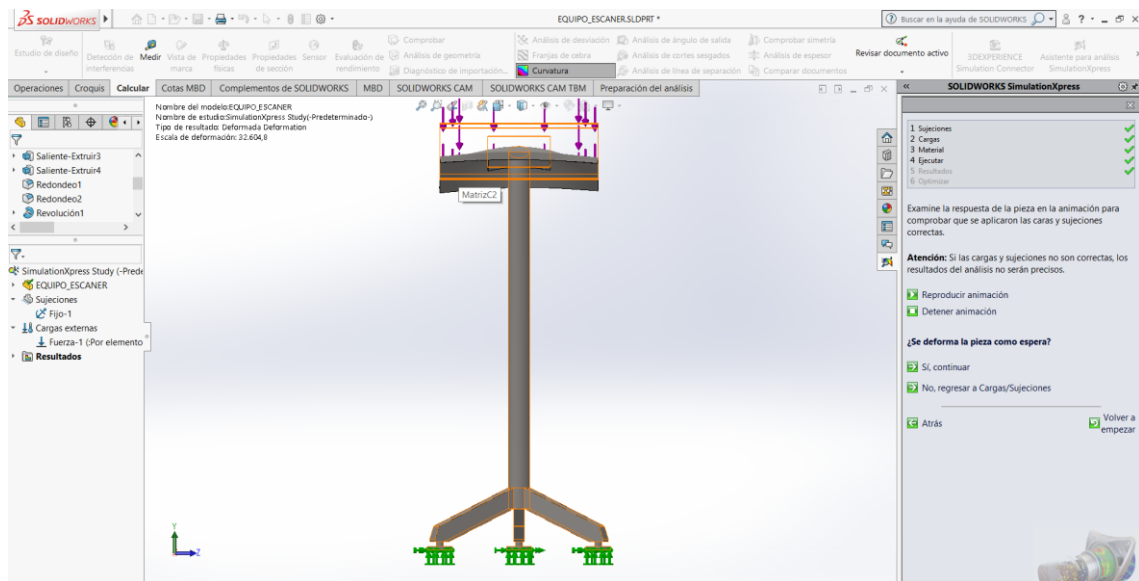 SOLIDWORKS
EQUIPO_ESCANER.SLDPRT *
Buscar en la ayuda de SOLIDWORKS
Estudio de diseño
Detección de interferencias
Medir
Vista de marca
Propiedades físicas
Propiedades de sección
Sensor
Evaluación de rendimiento
Comprobar
Análisis de geometría
Diagnóstico de importación...
Análisis de desviación
Franjas de cebra
Curvatura
Análisis de ángulo de salida
Análisis de cortes sesgados
Análisis de línea de separación
Comprobar simetría
Análisis de espesor
Comparar documentos
Revisar documento activo
3DEXPERIENCE Simulation Connector
Asistente para análisis SimulationXpress
Operaciones
Croquis
Calcular
Cotas MBD
Complementos de SOLIDWORKS
MBD
SOLIDWORKS CAM
SOLIDWORKS CAM TBM
Preparación del análisis
SOLIDWORKS SimulationXpress
Nombre del modelo:EQUIPO_ESCANER
Nombre de estudio:SimulationXpress Study(-Predeterminado-)
Tipo de resultado: Deformada Deformation
Escala de deformación: 32.604,8
Saliente-Extruir3
Saliente-Extruir4
Redondeo1
Redondeo2
Revolución1
SimulationXpress Study (-Prede
EQUIPO_ESCANER
Sujeciones
Fijo-1
Cargas externas
Fuerza-1 (:Por elemento
Resultados
MatrizC2
Y
Z
1 Sujeciones
2 Cargas
3 Material
4 Ejecutar
5 Resultados
6 Optimizar
Examine la respuesta de la pieza en la animación para
comprobar que se aplicaron las caras y sujeciones
correctas.
Atención: Si las cargas y sujeciones no son correctas, los
resultados del análisis no serán precisos.
Reproducir animación
Detener animación
¿Se deforma la pieza como espera?
Sí, continuar
No, regresar a Cargas/Sujeciones
Atrás
Volver a
empezar